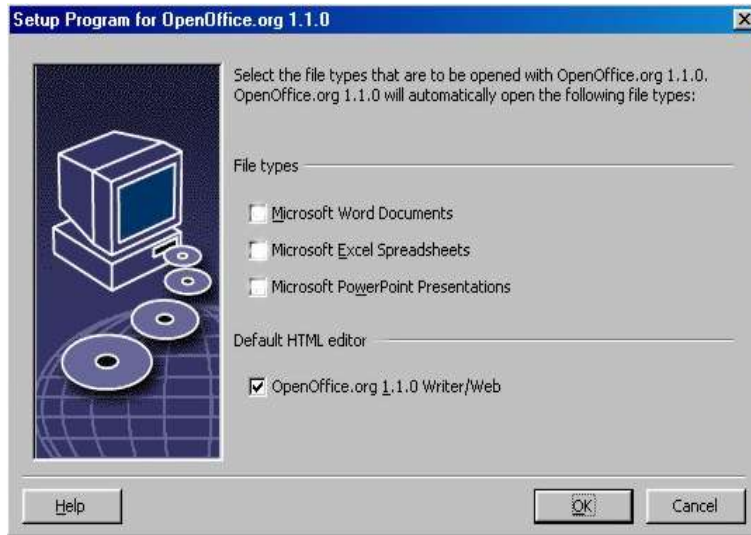 Setup Program for OpenOffice.org 1.1.0
Select the file types that are to be opened with OpenOffice.org 1.1.0.
OpenOffice.org 1.1.0 will automatically open the following file types:
File types
Microsoft Word Documents
Microsoft Excel Spreadsheets
Microsoft PowerPoint Presentations
Default HTML editor
OpenOffice.org 1.1.0 Writer/Web
Help
OK
Cancel